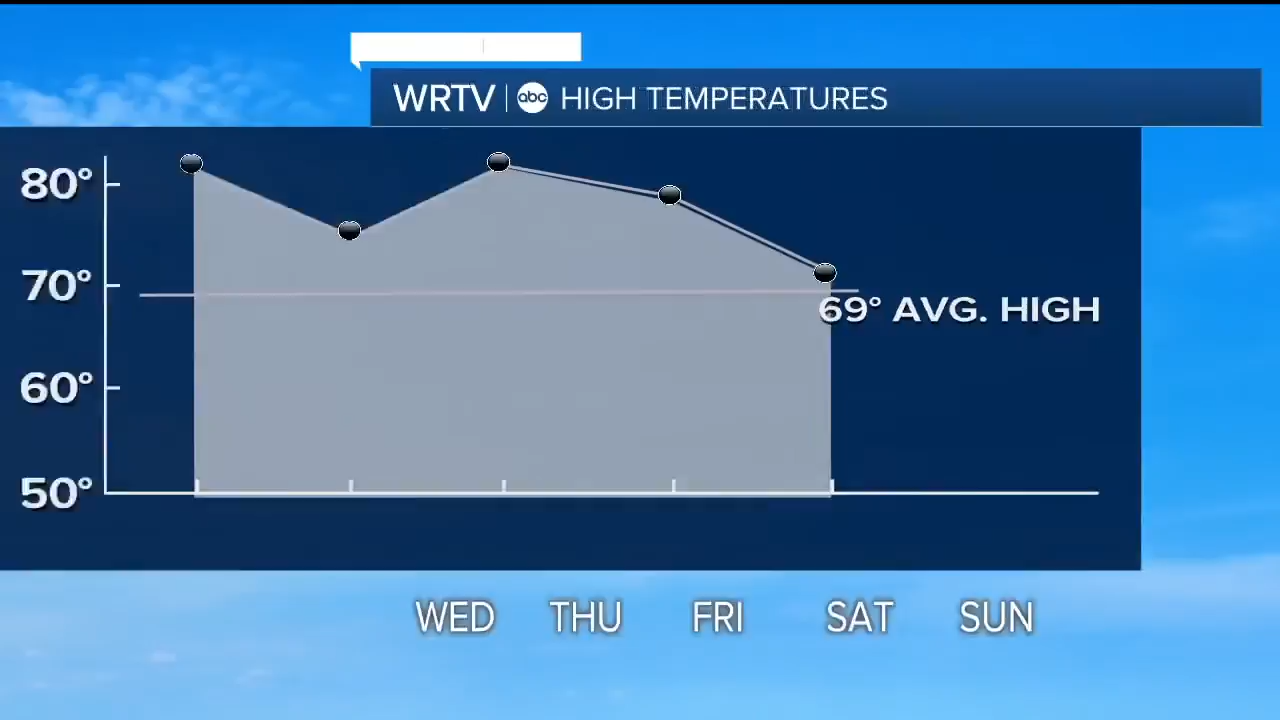 WRTV abc HIGH TEMPERATURES
80°
70°
69° AVG. HIGH
60°
50°
WED THU FRI SAT SUN